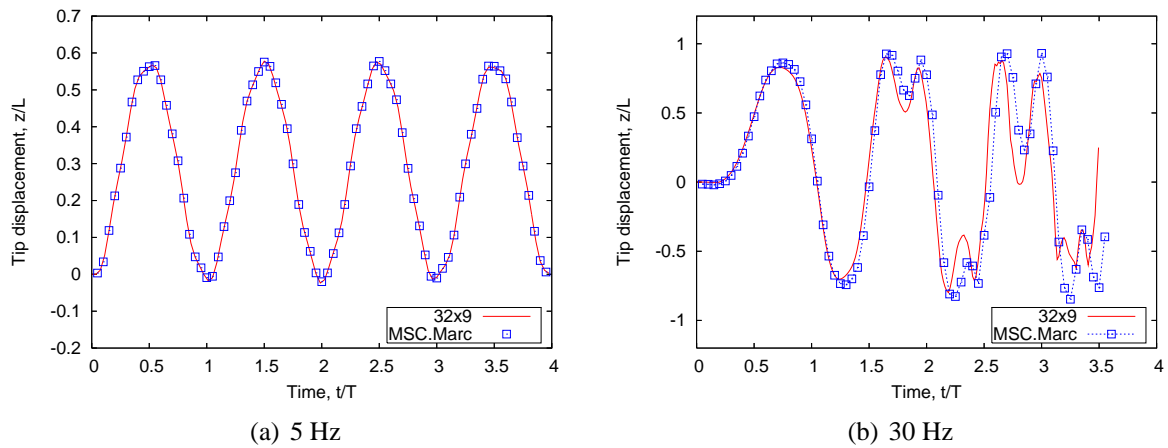 0.7
0.6
0.5
0.4
0.3
0.2
0.1
0
-0.1
-0.2
Tip displacement, z/L
32x9
MSC.Marc
0 0.5 1 1.5 2 2.5 3 3.5 4
Time, t/T
(a) 5 Hz
1
0.5
0
-0.5
-1
Tip displacement, z/L
32x9
MSC.Marc
0 0.5 1 1.5 2 2.5 3 3.5 4
Time, t/T
(b) 30 Hz